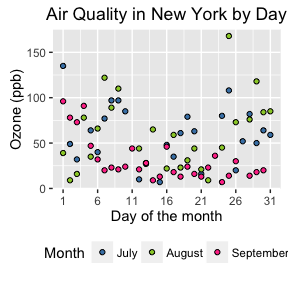 Air Quality in New York by Day
Ozone (ppb)
150
100
50
0
1 6 11 16 21 26 31
Day of the month
Month July August September